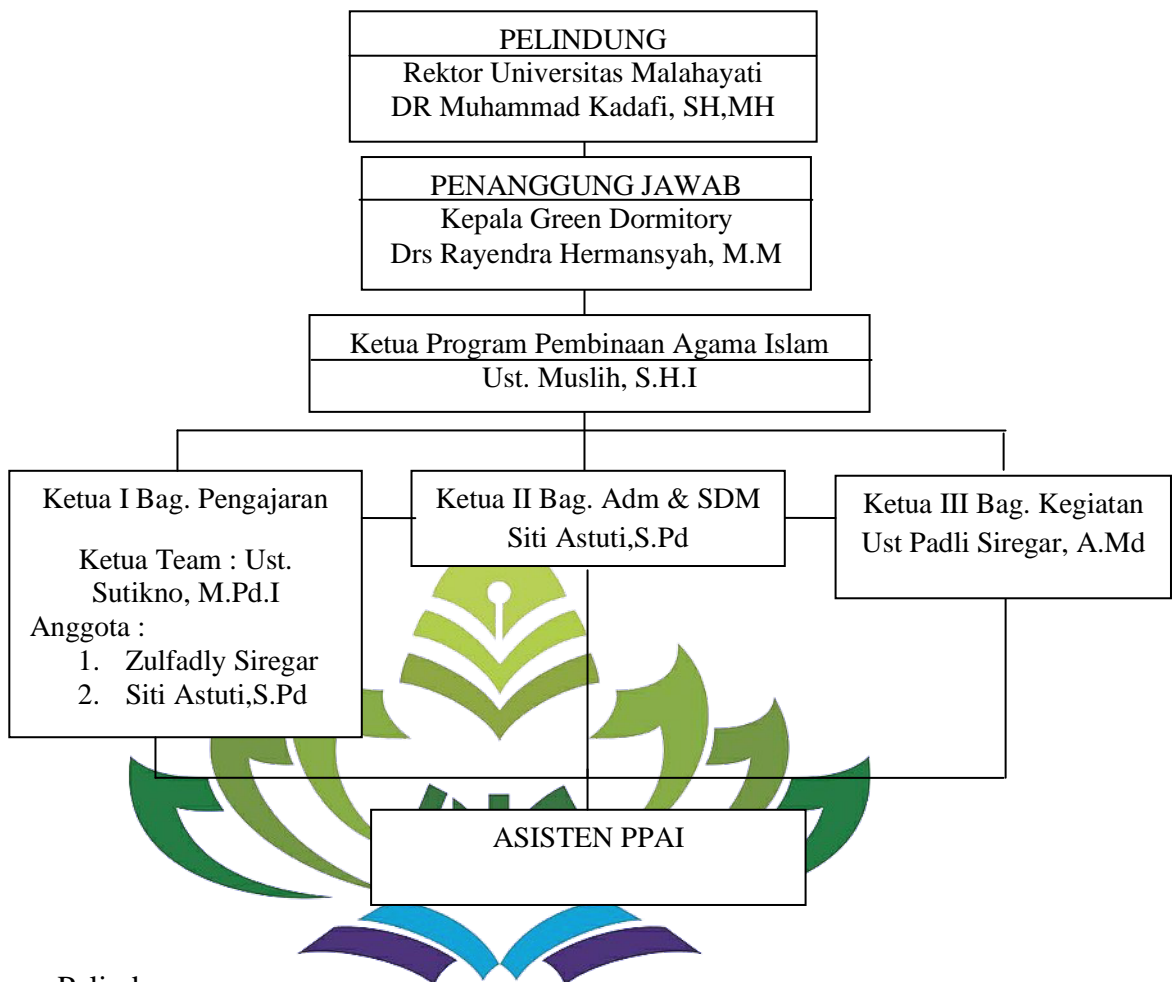 PELINDUNG
Rektor Universitas Malahayati
DR Muhammad Kadafi, SH,MH
PENANGGUNG JAWAB
Kepala Green Dormitory
Drs Rayendra Hermansyah, M.M
Ketua Program Pembinaan Agama Islam
Ust. Muslih, S.H.I
Ketua I Bag. Pengajaran
Ketua Team : Ust.
Sutikno, M.Pd.I
Anggota :
1. Zulfadly Siregar
2. Siti Astuti,S.Pd
Ketua II Bag. Adm & SDM
Siti Astuti,S.Pd
Ketua III Bag. Kegiatan
Ust Padli Siregar, A.Md
ASISTEN PPAI